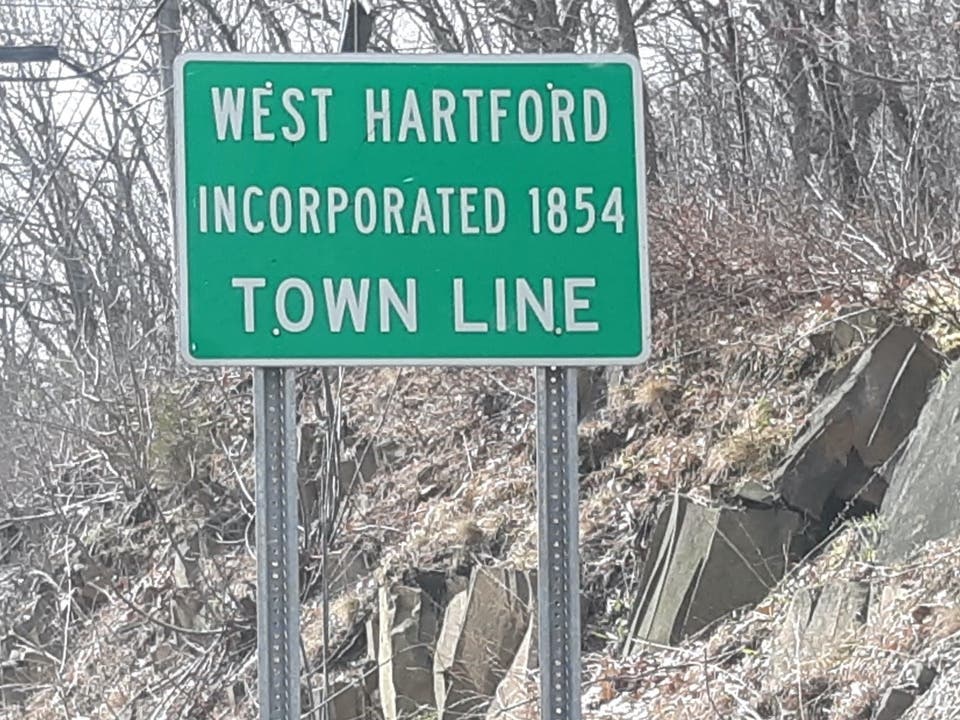 WEST HARTFORD
INCORPORATED 1854
TOWN LINE